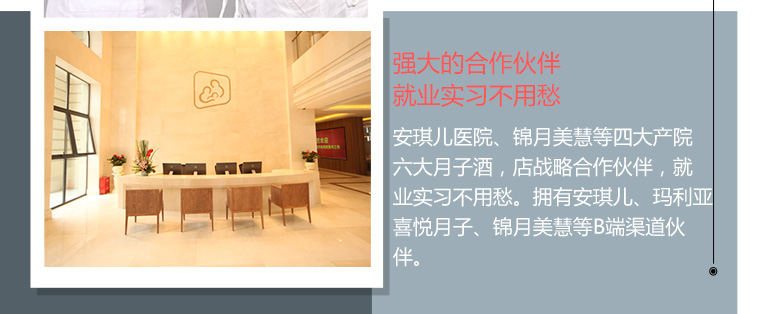 强大的合作伙伴
就业实习不用愁
安琪儿医院、锦月美慧等四大产院
六大月子酒，店战略合作伙伴，就
业实习不用愁。拥有安琪儿、玛利亚
喜悦月子、锦月美慧等B端渠道伙
伴。